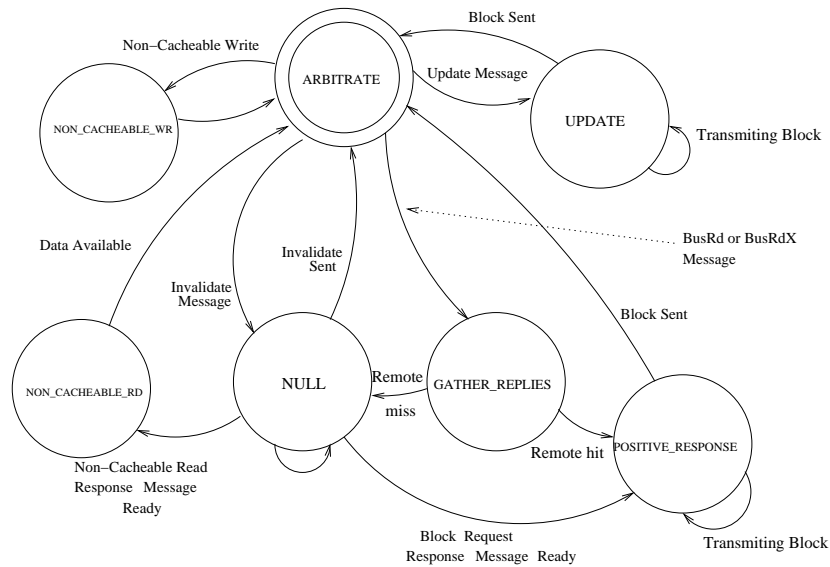 Block Sent
Non−Cacheable Write
ARBITRATE
Update Message
NON_CACHEABLE_WR
UPDATE
Transmiting Block
Data Available
Invalidate
Sent
BusRd or BusRdX
Message
Invalidate
Message
Block Sent
NON_CACHEABLE_RD
NULL
Remote
miss
GATHER_REPLIES
POSITIVE_RESPONSE
Remote hit
Non−Cacheable Read
Response Message
Ready
Block Request
Response Message Ready
Transmiting Block